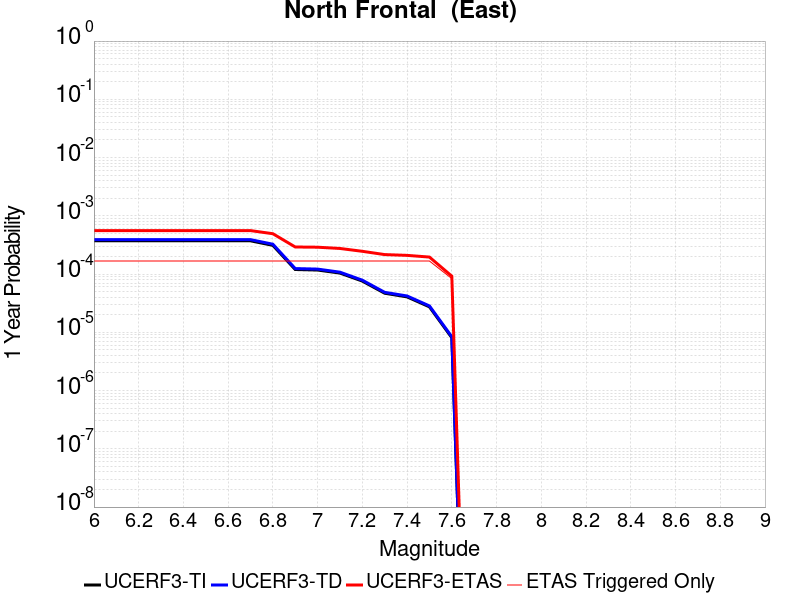 North Frontal  (East)
1 Year Probability
10^0
10^-1
10^-2
10^-3
10^-4
10^-5
10^-6
10^-7
10^-8
6 6.2 6.4 6.6 6.8 7 7.2 7.4 7.6 7.8 8 8.2 8.4 8.6 8.8 9
Magnitude
UCERF3-TI UCERF3-TD UCERF3-ETAS ETAS Triggered Only